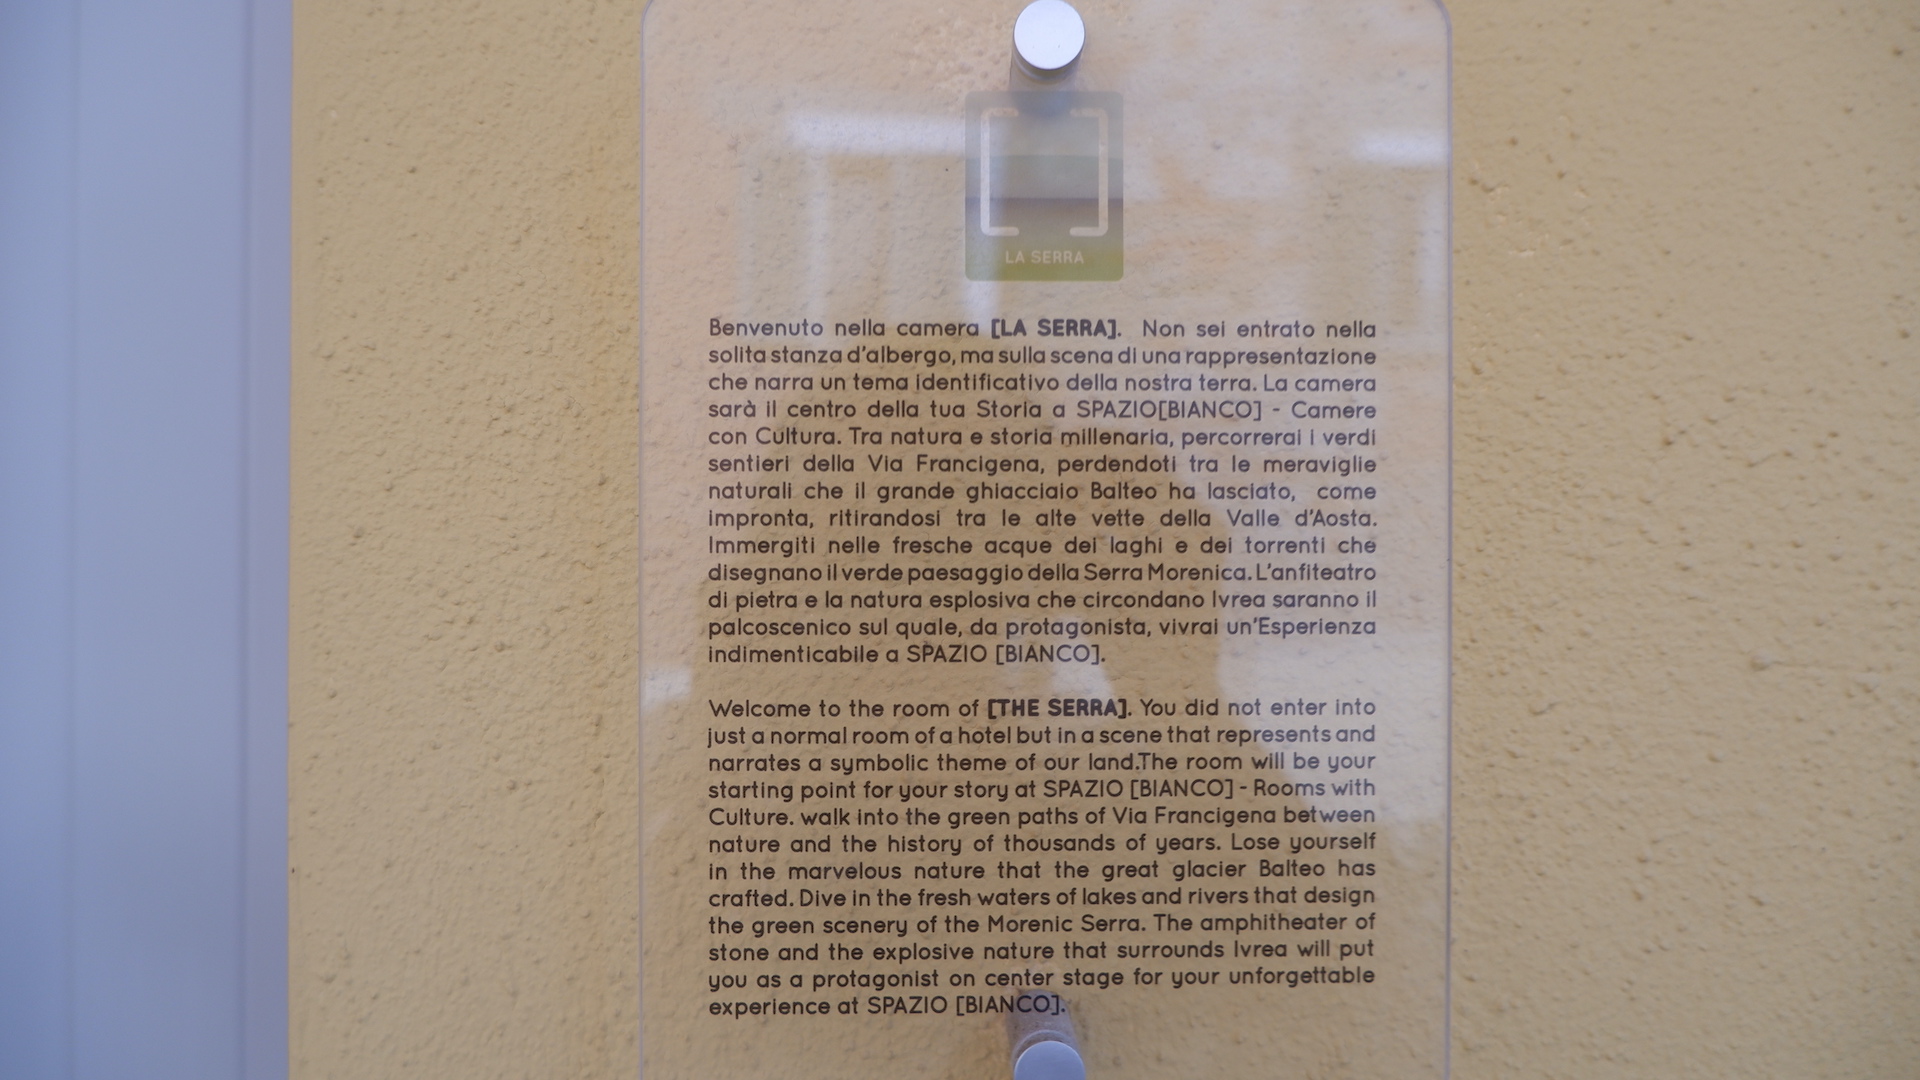 LA SERRA
Benvenuto nella camera [LA SERRA]. Non sei entrato nella
solita stanza d'albergo, ma sulla scena di una rappresentazione
che narra un tema identificativo della nostra terra. La camera
sarà il centro della tua Storia a SPAZIO[BIANCO] - Camere
con Cultura. Tra natura e storia millenaria, percorrerai i verdi
sentieri della Via Francigena, perdendoti tra le meraviglie
naturali che il grande ghiacciaio Balteo ha lasciato, come
impronta, ritirandosi tra le alte vette della Valle d'Aosta.
Immergiti nelle fresche acque dei laghi e dei torrenti che
disegnano il verde paesaggio della Serra Morenica. L'anfiteatro
di pietra e la natura esplosiva che circondano Ivrea saranno il
palcoscenico sul quale, da protagonista, vivrai un'Esperienza
indimenticabile a SPAZIO [BIANCO].
Welcome to the room of [THE SERRA]. You did not enter into
just a normal room of a hotel but in a scene that represents and
narrates a symbolic theme of our land.The room will be your
starting point for your story at SPAZIO [BIANCO] - Rooms with
Culture. walk into the green paths of Via Francigena between
nature and the history of thousands of years. Lose yourself
in the marvelous nature that the great glacier Balteo has
crafted. Dive in the fresh waters of lakes and rivers that design
the green scenery of the Morenic Serra. The amphitheater of
stone and the explosive nature that surrounds Ivrea will put
you as a protagonist on center stage for your unforgettable
experience at SPAZIO [BIANCO].